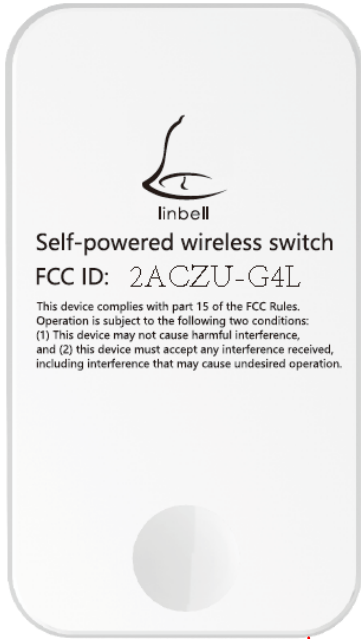 linbell
Self-powered wireless switch
FCC ID: 2ACZU-G4L
This device complies with part 15 of the FCC Rules.
Operation is subject to the following two conditions:
(1) This device may not cause harmful interference,
and (2) this device must accept any interference received,
including interference that may cause undesired operation.